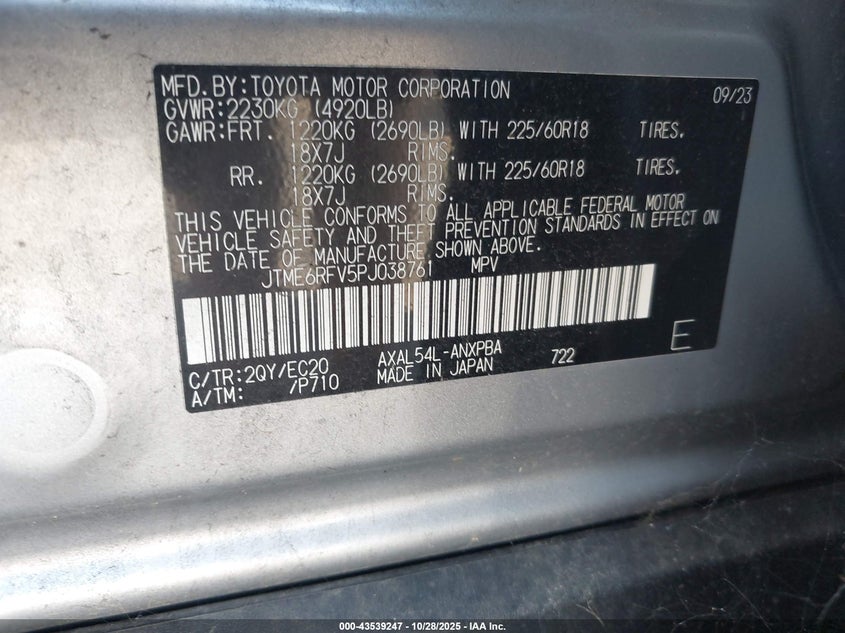 MFD. BY: TOYOTA MOTOR CORPORATION 09/23
GVWR: 2230KG (4920LB)
GAWR: FRT. 1220KG (2690LB) WITH 225/60R18 TIRES.
18X7J RIMS.
RR. 1220KG (2690LB) WITH 225/60R18 TIRES.
18X7J RIMS.
THIS VEHICLE CONFORMS TO ALL APPLICABLE FEDERAL MOTOR
VEHICLE SAFETY AND THEFT PREVENTION STANDARDS IN EFFECT ON
THE DATE OF MANUFACTURE SHOWN ABOVE.
JTME6RFV5PJ038761 MPV
C/TR: 2QY/EC20 AXAL54L-ANXPBA 722 E
A/TM: /P710 MADE IN JAPAN
000-43539247 - 10/28/2025 - IAA Inc.